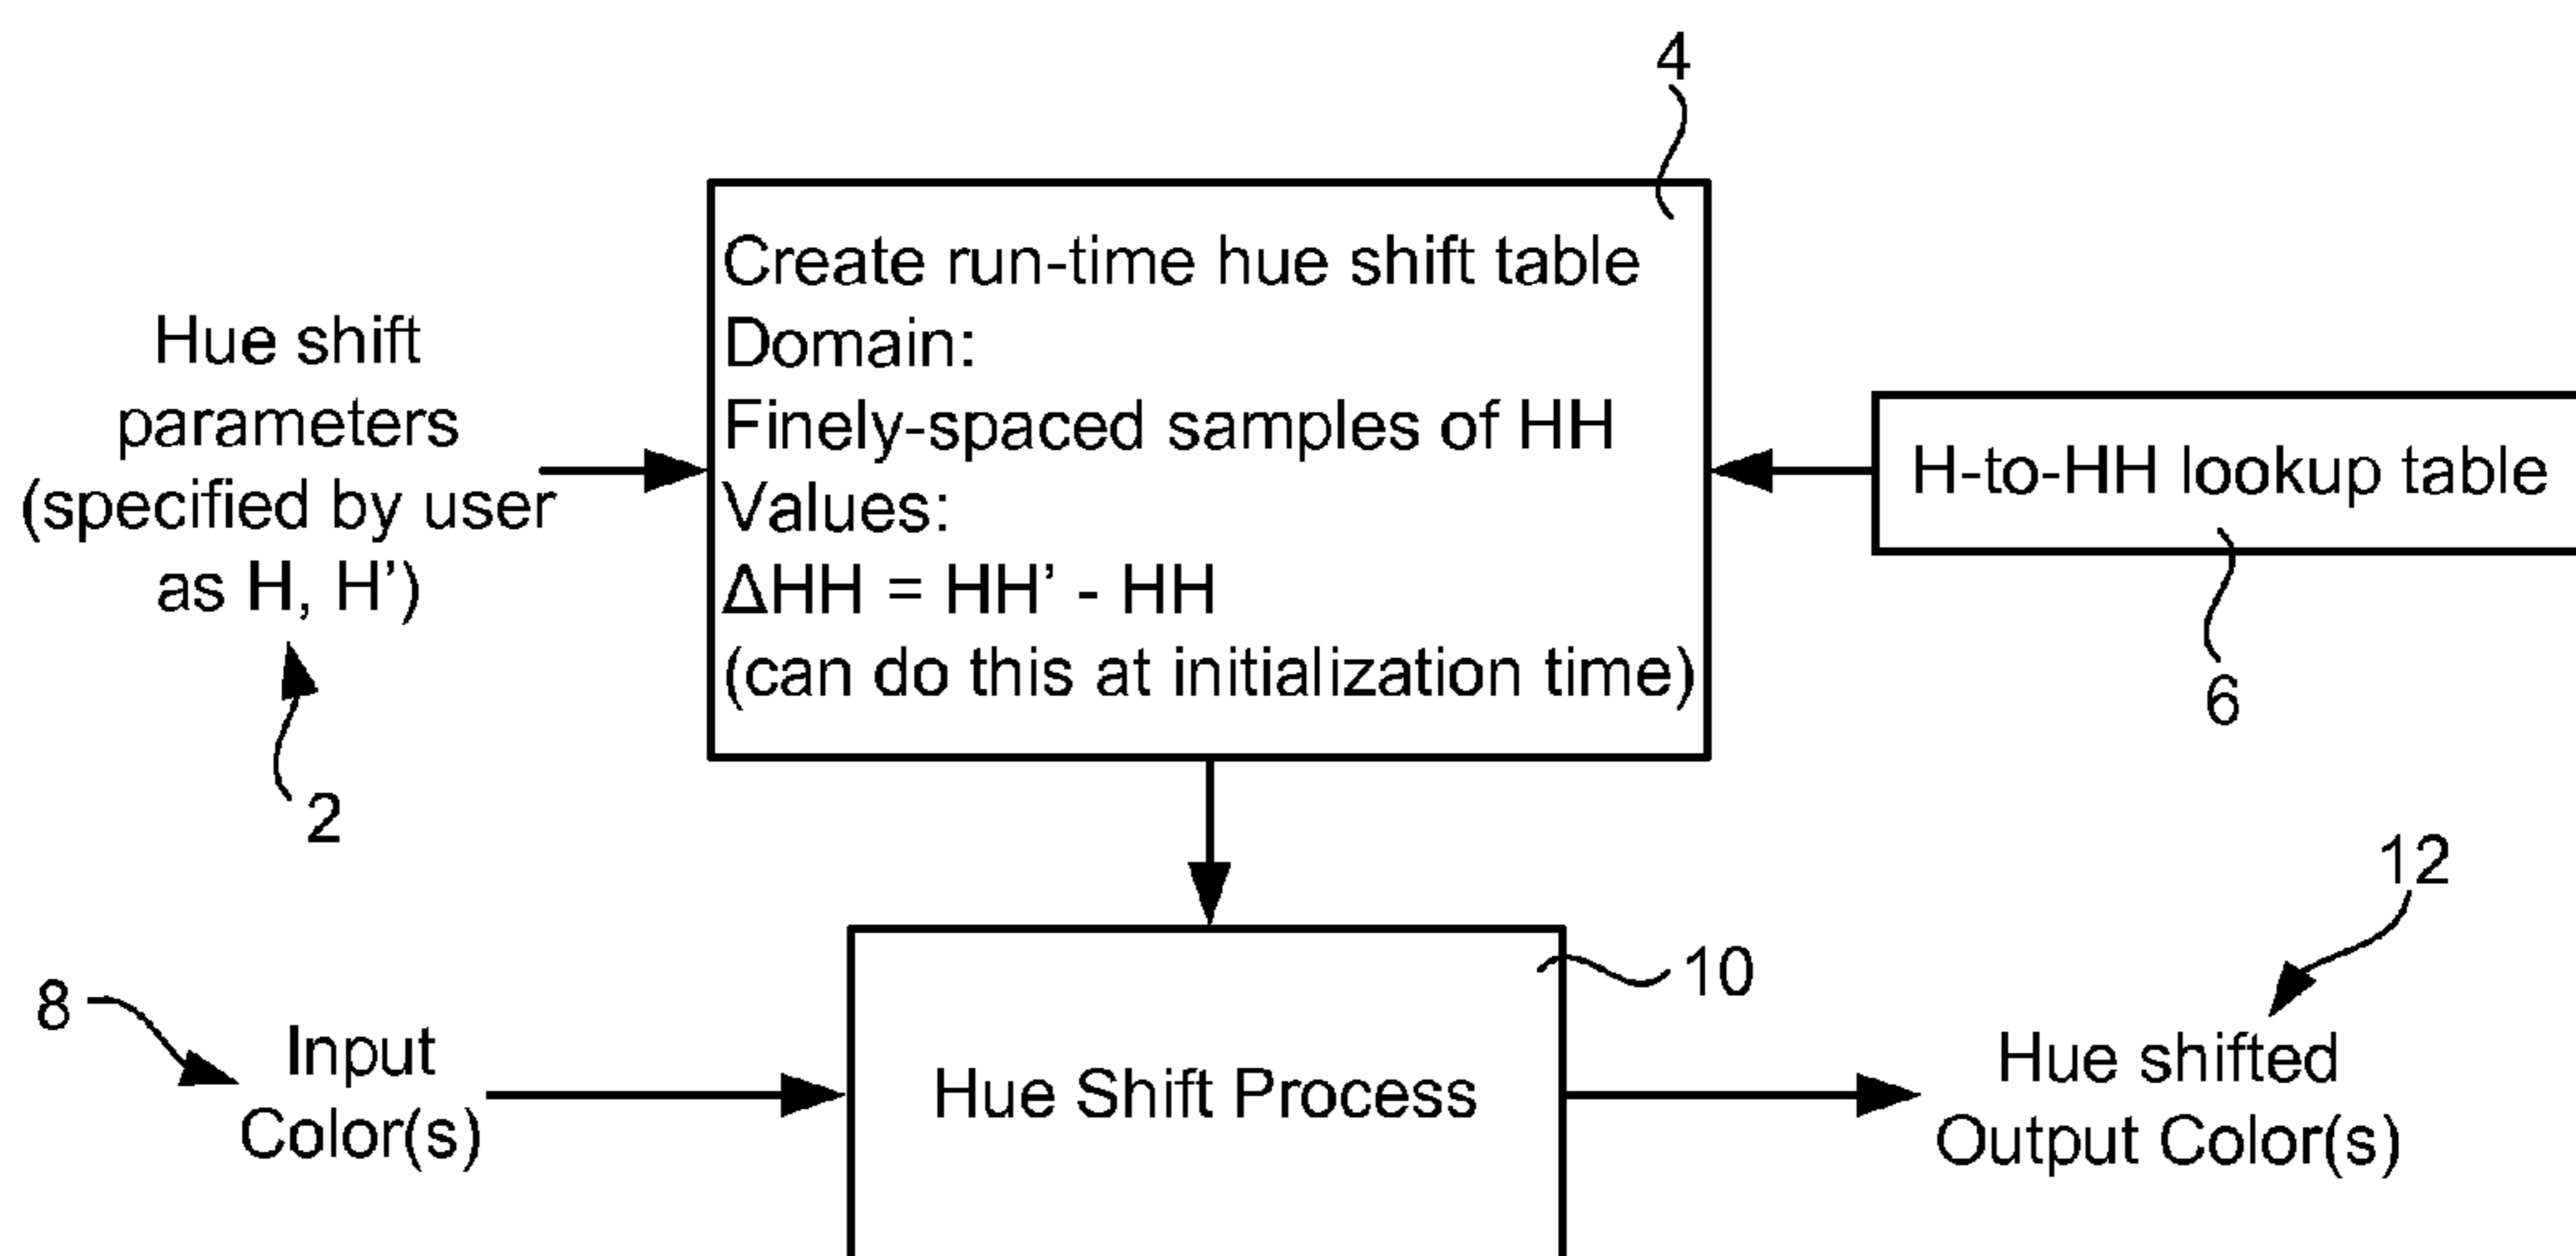 4
Create run-time hue shift table
Domain:
Finely-spaced samples of HH
Values:
ΔHH = HH’ - HH
(can do this at initialization time)
Hue shift
parameters
(specified by user
as H, H’)
2
H-to-HH lookup table
6
8
Input
Color(s)
Hue Shift Process
10
12
Hue shifted
Output Color(s)